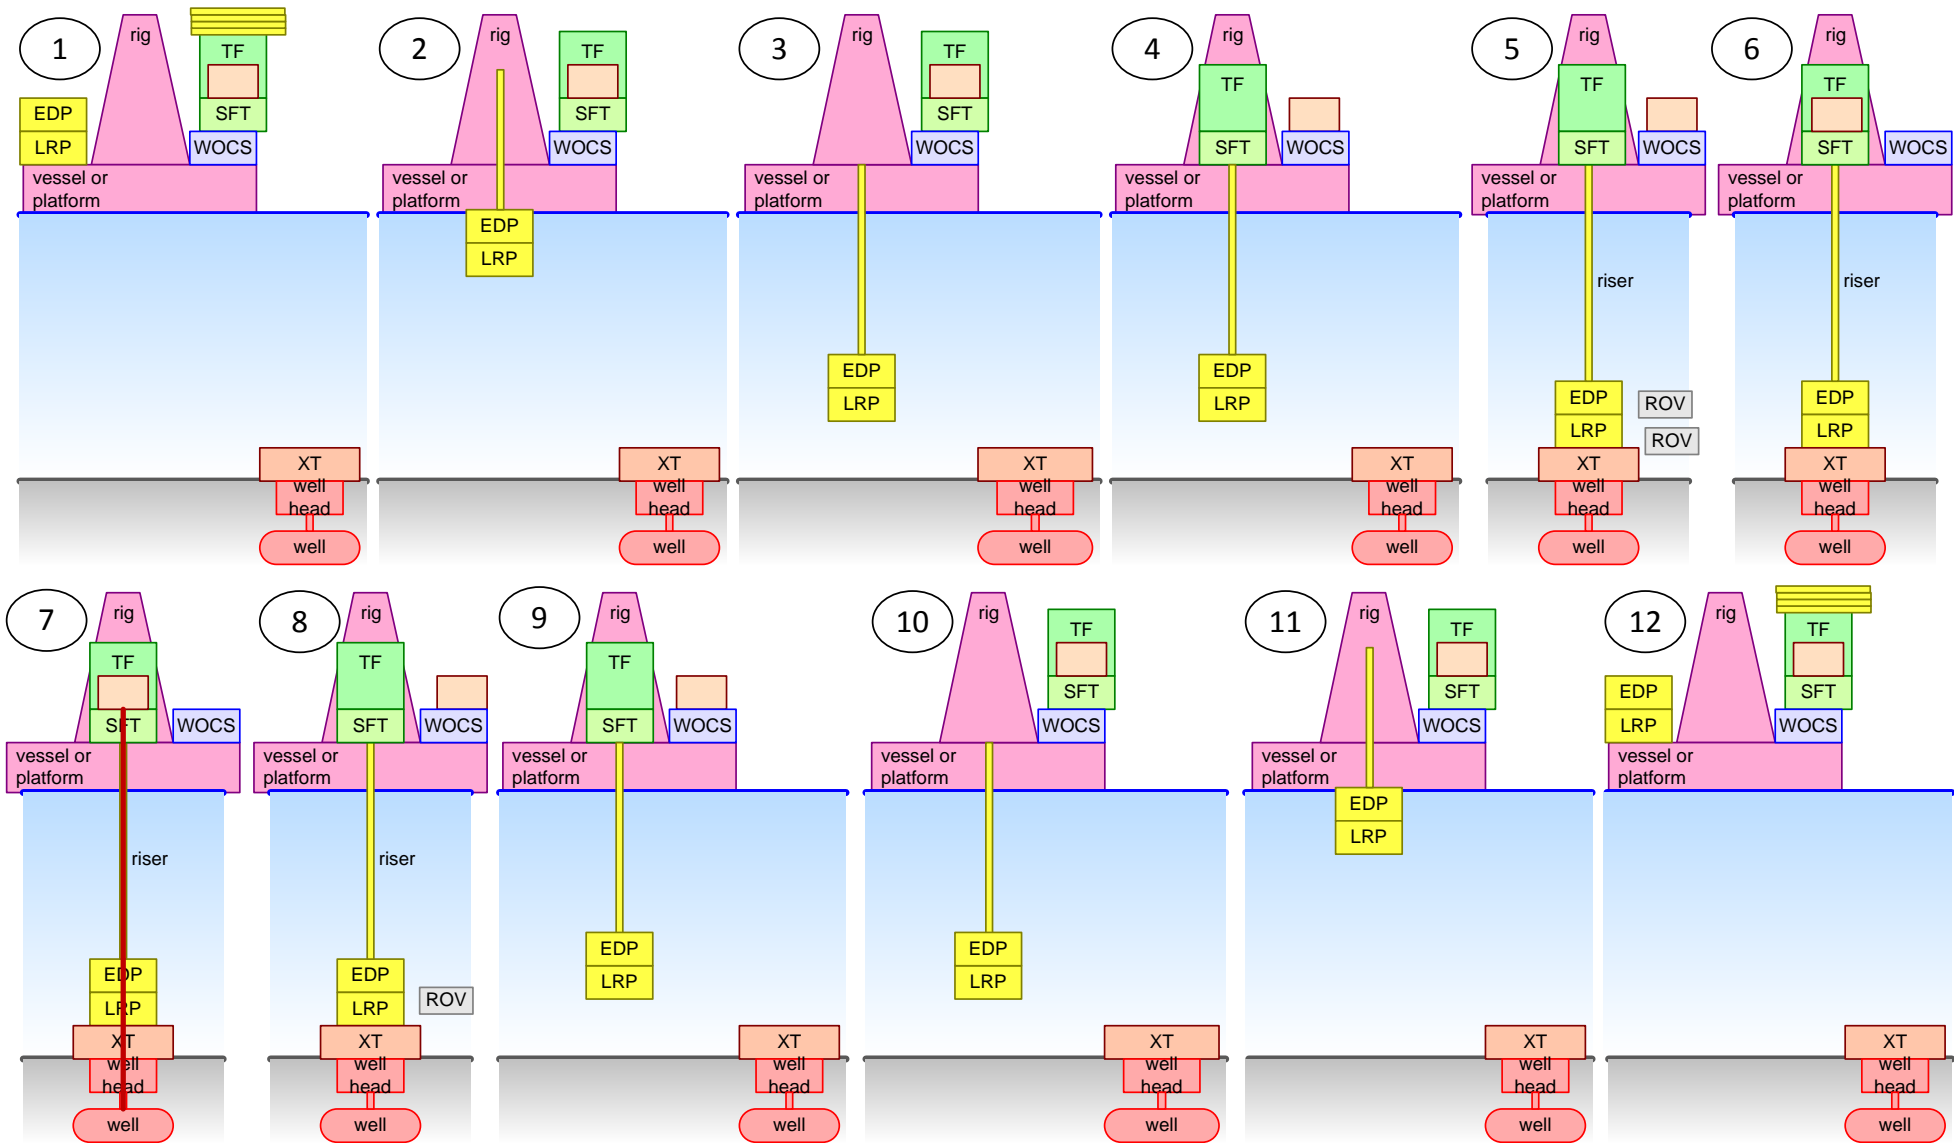 1
rig
TF
SFT
EDP
LRP
WOCS
vessel or
platform
XT
well
head
well
2
rig
TF
SFT
WOCS
vessel or
platform
EDP
LRP
XT
well
head
well
3
rig
TF
SFT
WOCS
vessel or
platform
EDP
LRP
XT
well
head
well
4
rig
TF
SFT
WOCS
vessel or
platform
EDP
LRP
XT
well
head
well
5
rig
TF
SFT
WOCS
vessel or
platform
riser
EDP
ROV
LRP
ROV
XT
well
head
well
6
rig
TF
SFT
WOCS
vessel or
platform
riser
EDP
LRP
XT
well
head
well
7
rig
TF
SFT
WOCS
vessel or
platform
riser
EDP
LRP
XT
well
head
well
8
rig
TF
SFT
WOCS
vessel or
platform
riser
EDP
LRP
ROV
XT
well
head
well
9
rig
TF
SFT
WOCS
vessel or
platform
EDP
LRP
XT
well
head
well
10
rig
TF
SFT
WOCS
vessel or
platform
EDP
LRP
XT
well
head
well
11
rig
TF
SFT
WOCS
vessel or
platform
EDP
LRP
XT
well
head
well
12
rig
TF
EDP
SFT
LRP
WOCS
vessel or
platform
XT
well
head
well